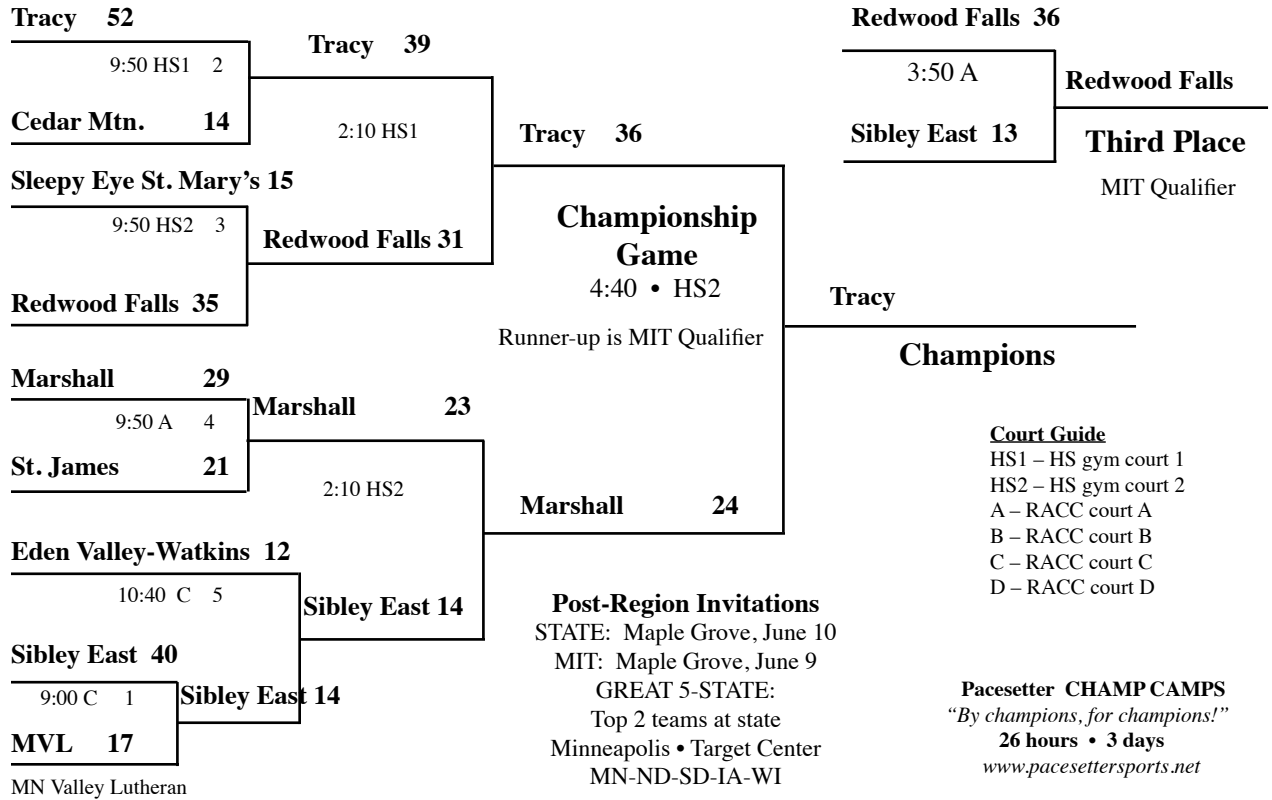 Tracy 52
9:50 HS1 2
Cedar Mtn. 14
Sleepy Eye St. Mary's 15
9:50 HS2 3
Redwood Falls 35
Marshall 29
9:50 A 4
St. James 21
Eden Valley-Watkins 12
10:40 C 5
Sibley East 40
9:00 C 1
MVL 17
MN Valley Lutheran
Sibley East 14
Tracy 39
2:10 HS1
Redwood Falls 31
Marshall 23
2:10 HS2
Sibley East 14
Tracy 36
Championship
Game
4:40 • HS2
Runner-up is MIT Qualifier
Marshall 24
Tracy
Champions
Redwood Falls 36
3:50 A
Sibley East 13
Redwood Falls
Third Place
MIT Qualifier
Court Guide
HS1 – HS gym court 1
HS2 – HS gym court 2
A – RACC court A
B – RACC court B
C – RACC court C
D – RACC court D
Post-Region Invitations
STATE: Maple Grove, June 10
MIT: Maple Grove, June 9
GREAT 5-STATE:
Top 2 teams at state
Minneapolis • Target Center
MN-ND-SD-IA-WI
Pacesetter CHAMP CAMPS
“By champions, for champions!”
26 hours • 3 days
www.pacesettersports.net